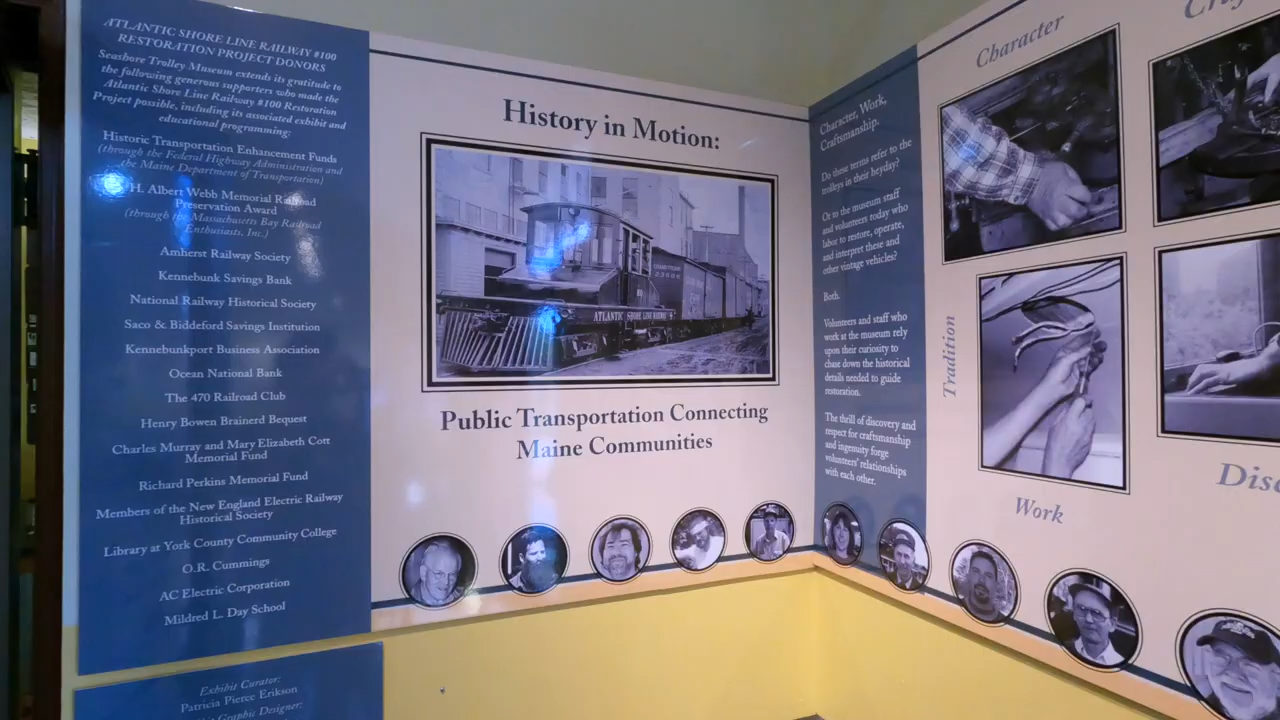 ATLANTIC SHORE LINE RAILWAY #100
RESTORATION PROJECT DONORS
Seashore Trolley Museum extends its gratitude to
the following generous supporters who made the
Atlantic Shore Line Railway #100 Restoration
Project possible, including its associated exhibit and
educational programming:
Historic Transportation Enhancement Funds
(through the Federal Highway Administration and
the Maine Department of Transportation)
H. Albert Webb Memorial Railroad
Preservation Award
(through the Massachusetts Bay Railroad
Enthusiasts, Inc.)
Amherst Railway Society
Kennebunk Savings Bank
National Railway Historical Society
Saco & Biddeford Savings Institution
Kennebunkport Business Association
Ocean National Bank
The 470 Railroad Club
Henry Bowen Brainerd Bequest
Charles Murray and Mary Elizabeth Cott
Memorial Fund
Richard Perkins Memorial Fund
Members of the New England Electric Railway
Historical Society
Library at York County Community College
O.R. Cummings
AC Electric Corporation
Mildred L. Day School
Exhibit Curator:
Patricia Pierce Erikson
Graphic Designer:
History in Motion:
ATLANTIC SHORE LINE RAILWAY
Public Transportation Connecting
Maine Communities
Character, Work,
Craftsmanship.
Do these terms refer to the
trolleys in their heyday?
Or to the museum staff
and volunteers today who
labor to restore, operate,
and interpret these and
other vintage vehicles?
Both.
Volunteers and staff who
work at the museum rely
upon their curiosity to
chase down the historical
details needed to guide
restoration.
The thrill of discovery and
respect for craftsmanship
and ingenuity forge
volunteers' relationships
with each other.
Character
Tradition
Work